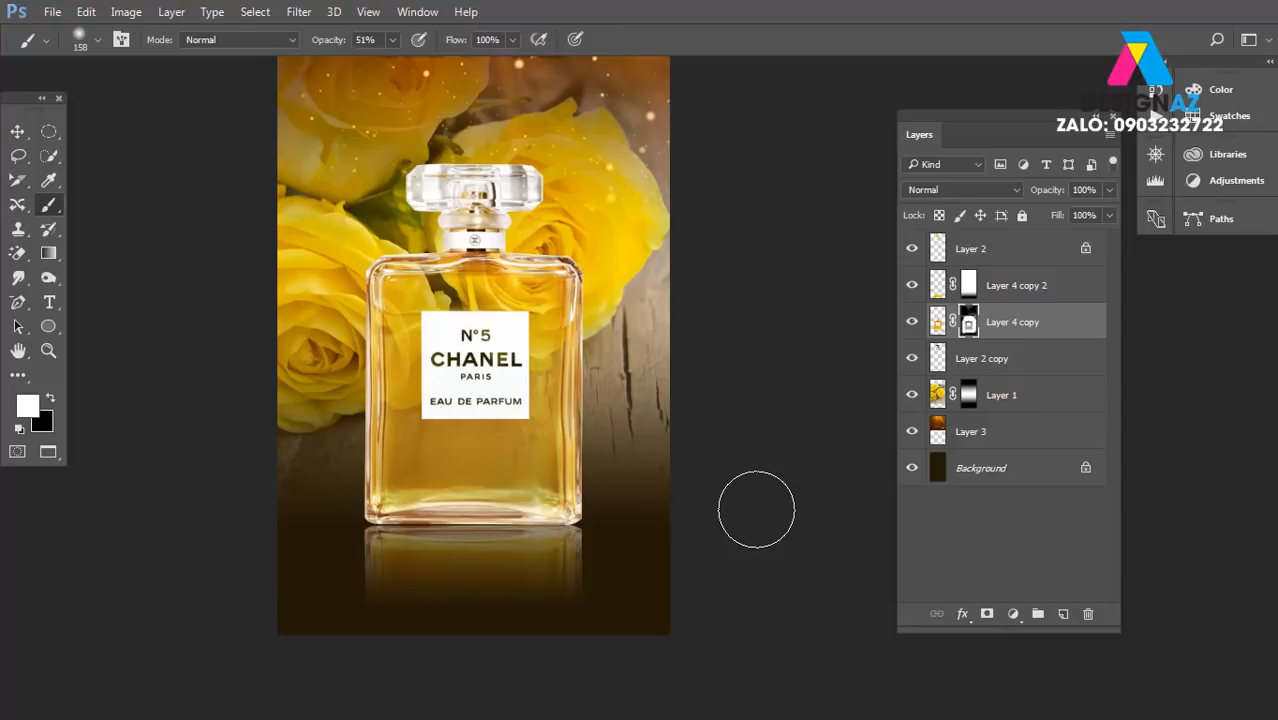 Ps File Edit Image Layer Type Select Filter 3D View Window Help
158 Mode: Normal Opacity: 51% Flow: 100%
DESIGNAZ
ZALO: 0903232722
Color
Swatches
Libraries
Adjustments
Paths
Layers
Kind
Normal Opacity: 100%
Lock: Fill: 100%
Layer 2
Layer 4 copy 2
Layer 4 copy
Layer 2 copy
Layer 1
Layer 3
Background
fx
N°5
CHANEL
PARIS
EAU DE PARFUM